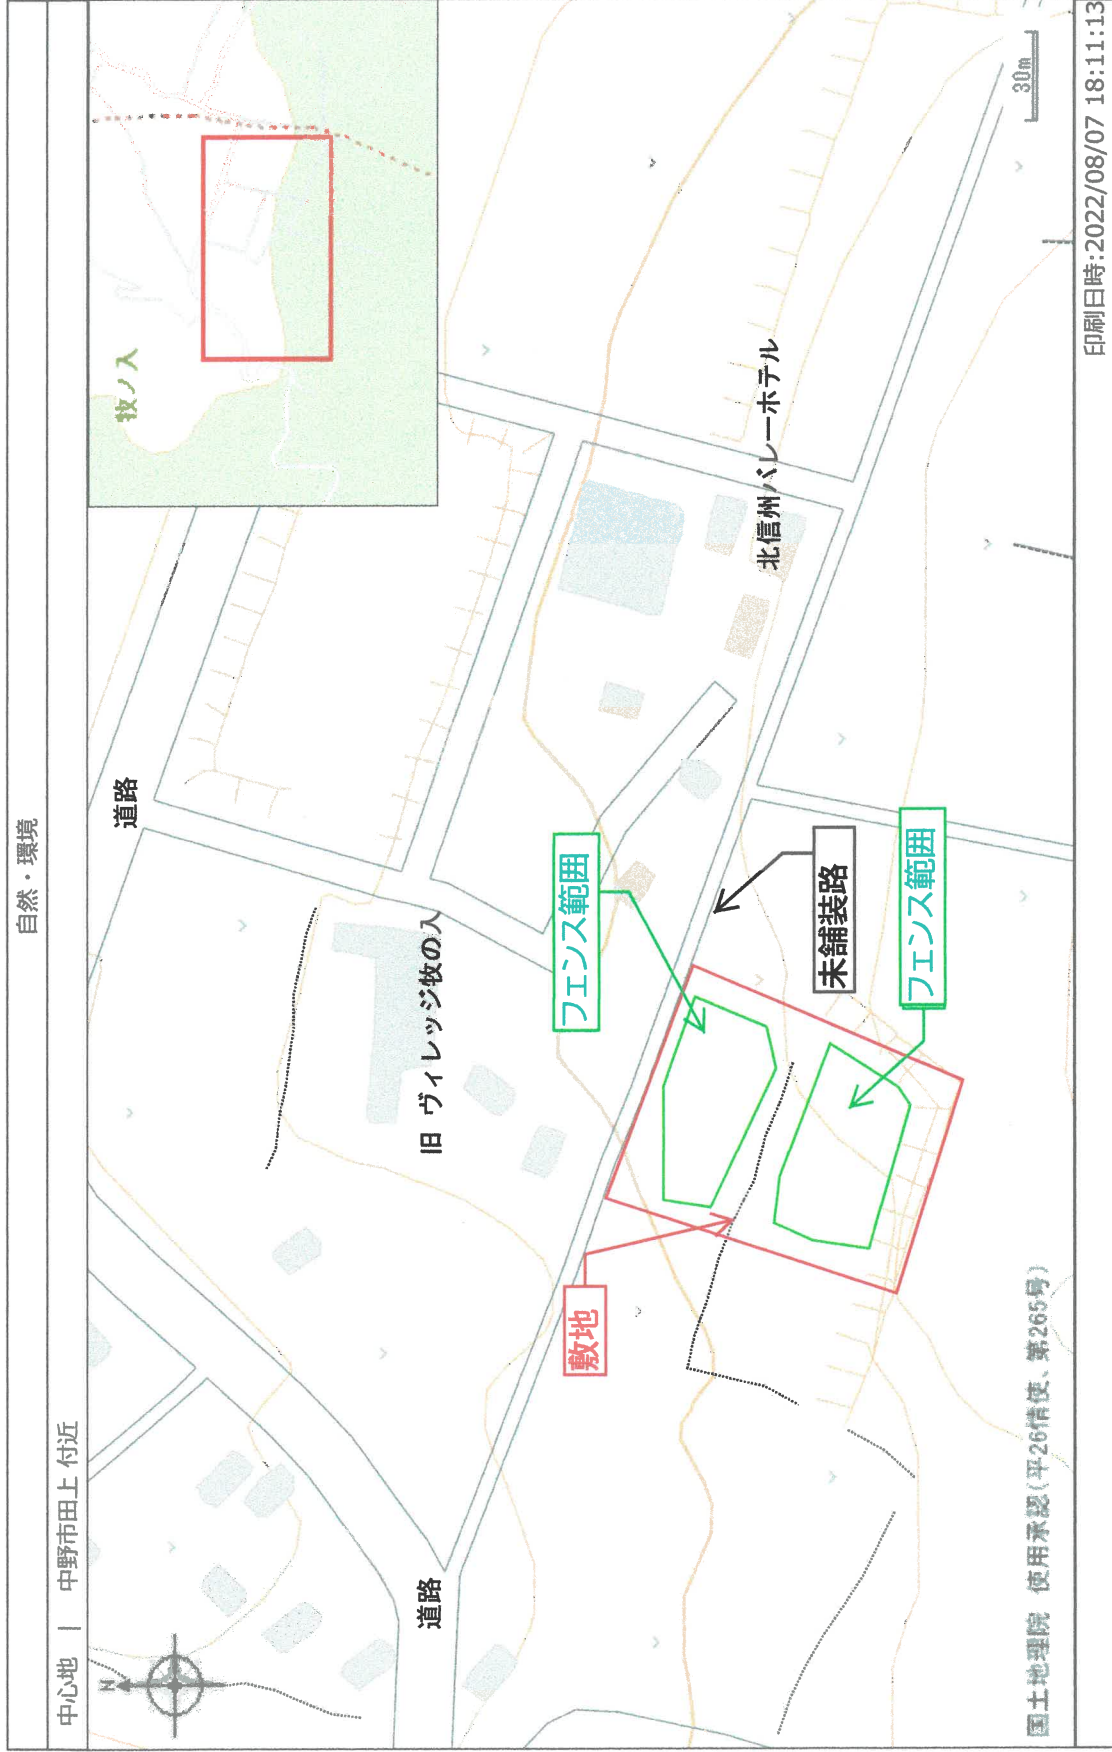 自然・環境
中心地 | 中野市田上 付近
N
牧ノ入
道路
旧 ヴィレッジ牧の入
フェンス範囲
北信州バレーホテル
未舗装路
フェンス範囲
敷地
道路
30m
国土地理院 使用承認(平26情使、第265号)
印刷日時:2022/08/07 18:11:13